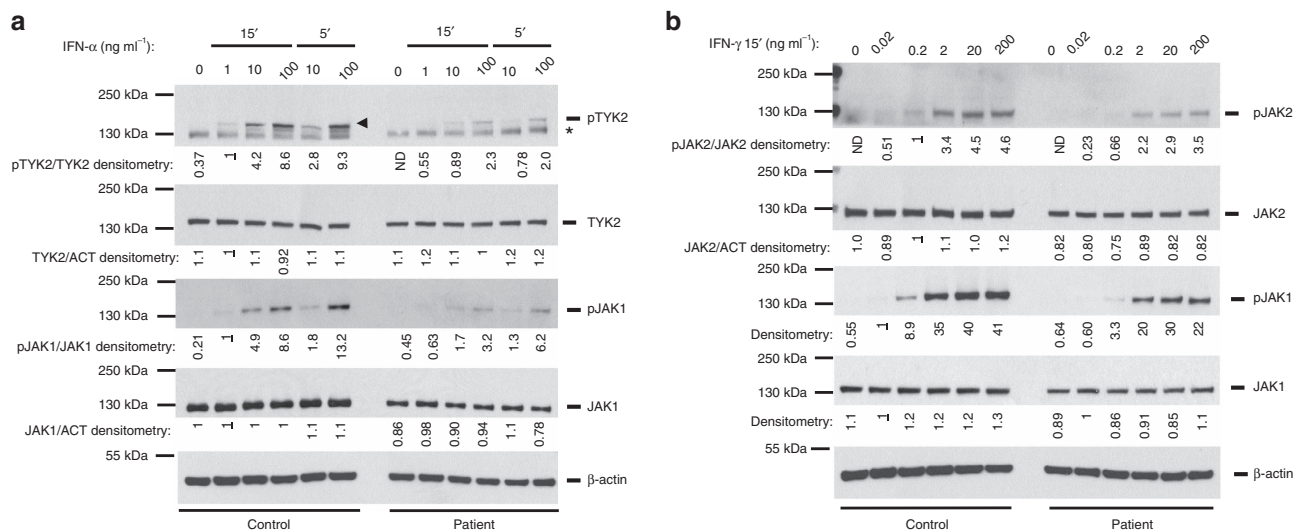 a
IFN-α (ng ml⁻¹):
15′ 5′ 15′ 5′
0 1 10 100 10 100 0 1 10 100 10 100
250 kDa
130 kDa
pTYK2
*
pTYK2/TYK2 densitometry: 0.37 1 4.2 8.6 2.8 9.3 ND 0.55 0.89 2.3 0.78 2.0
250 kDa
130 kDa
TYK2
TYK2/ACT densitometry: 1.1 1 1.1 0.92 1.1 1.1 1.1 1.2 1.1 1 1.2 1.2
250 kDa
130 kDa
pJAK1
pJAK1/JAK1 densitometry: 0.21 1 4.9 8.6 1.8 13.2 0.45 0.63 1.7 3.2 1.3 6.2
250 kDa
130 kDa
JAK1
JAK1/ACT densitometry: 1 1 1 1 1.1 1.1 0.86 0.98 0.90 0.94 1.1 0.78
55 kDa
β-actin
Control Patient
b
IFN-γ 15′ (ng ml⁻¹): 0 0.02 0.2 2 20 200 0 0.02 0.2 2 20 200
250 kDa
130 kDa
pJAK2
pJAK2/JAK2 densitometry: ND 0.51 1 3.4 4.5 4.6 ND 0.23 0.66 2.2 2.9 3.5
250 kDa
130 kDa
JAK2
JAK2/ACT densitometry: 1.0 0.89 1 1.1 1.0 1.2 0.82 0.80 0.75 0.89 0.82 0.82
250 kDa
130 kDa
pJAK1
Densitometry: 0.55 1 8.9 35 40 41 0.64 0.60 3.3 20 30 22
250 kDa
130 kDa
JAK1
Densitometry: 1.1 1 1.2 1.2 1.2 1.3 0.89 1 0.86 0.91 0.85 1.1
55 kDa
β-actin
Control Patient